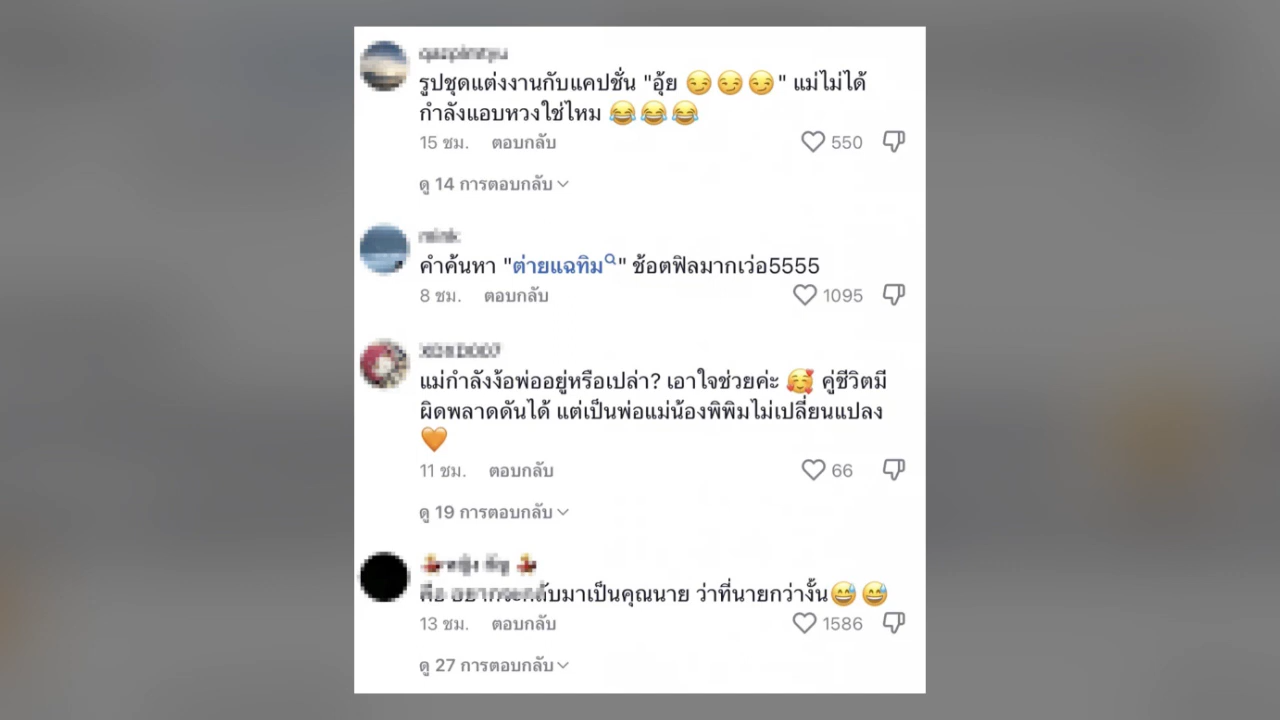 รูปชุดแต่งงานกับแคปชั่น "อุ้ย 😏😏😏" แม่ไม่ได้
กำลังแอบหวงใช่ไหม 😂😂😂
15 ชม. ตอบกลับ 550
ดู 14 การตอบกลับ
คำค้นหา "ต่ายแฉทิม" ช้อตฟิลมากเว่อ5555
8 ชม. ตอบกลับ 1095
แม่กำลังง้อพ่ออยู่หรือเปล่า? เอาใจช่วยค่ะ 🥰 คู่ชีวิตมี
ผิดพลาดดันได้ แต่เป็นพ่อแม่น้องพิพิมไม่เปลี่ยนแปลง
🧡
11 ชม. ตอบกลับ 66
ดู 19 การตอบกลับ
กลับมาเป็นคุณนาย ว่าที่นายกว่างั้น😅😅
13 ชม. ตอบกลับ 1586
ดู 27 การตอบกลับ